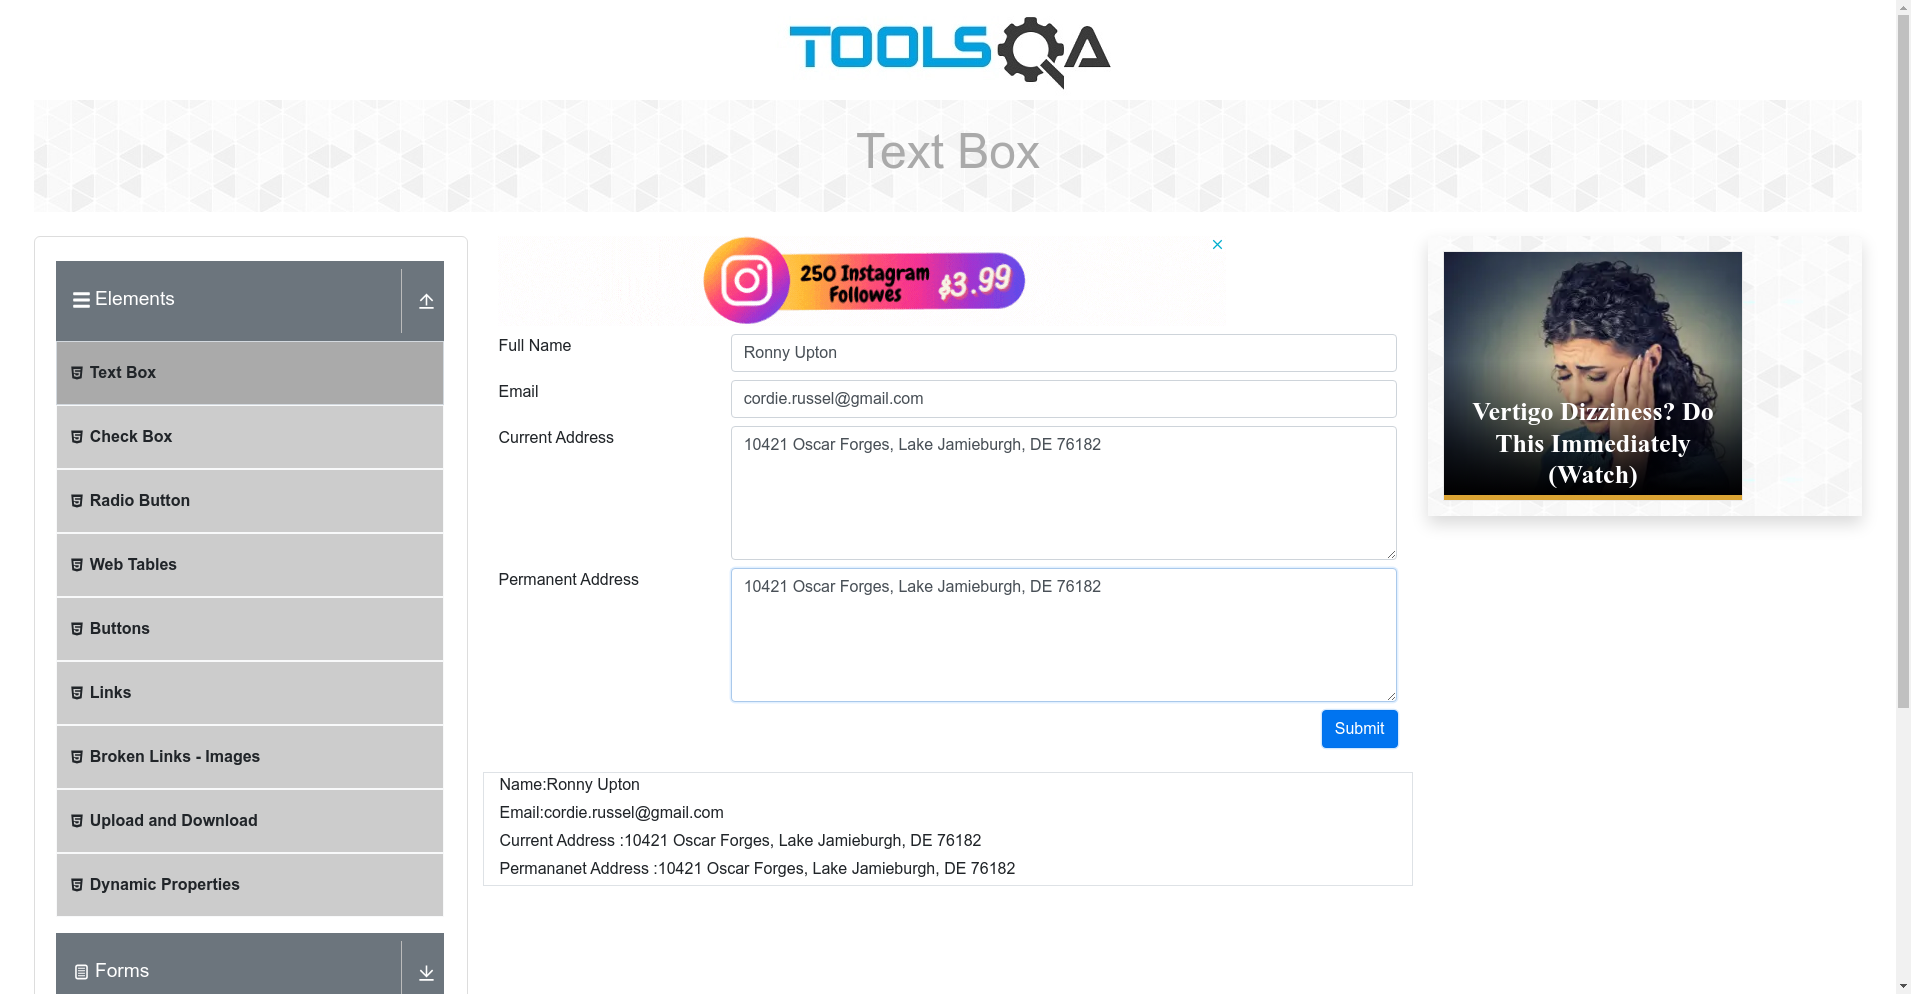 TOOLSQA
Text Box
Elements
Text Box
Check Box
Radio Button
Web Tables
Buttons
Links
Broken Links - Images
Upload and Download
Dynamic Properties
Forms
250 Instagram
Followes
$3.99
Full Name
Ronny Upton
Email
cordie.russel@gmail.com
Current Address
10421 Oscar Forges, Lake Jamieburgh, DE 76182
Permanent Address
10421 Oscar Forges, Lake Jamieburgh, DE 76182
Submit
Name:Ronny Upton
Email:cordie.russel@gmail.com
Current Address :10421 Oscar Forges, Lake Jamieburgh, DE 76182
Permananet Address :10421 Oscar Forges, Lake Jamieburgh, DE 76182
Vertigo Dizziness? Do
This Immediately
(Watch)